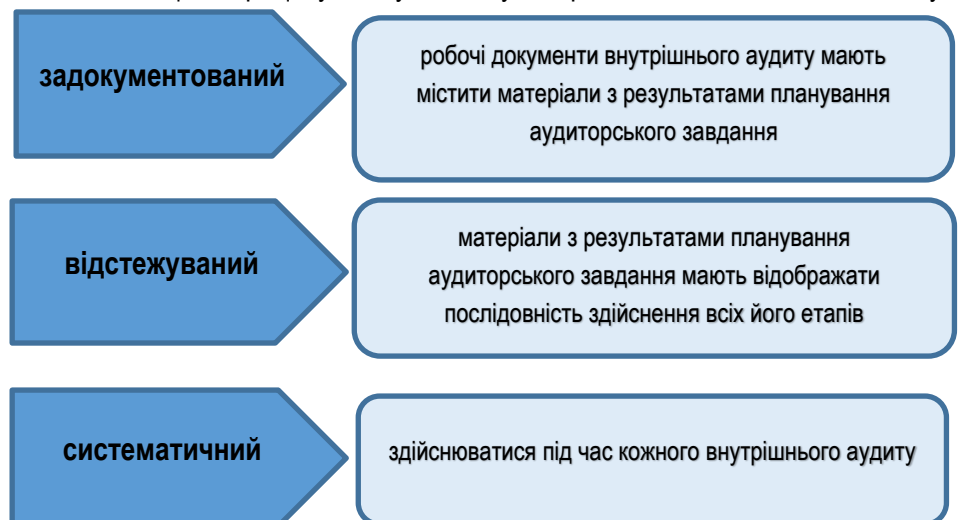 задокументований
робочі документи внутрішнього аудиту мають
містити матеріали з результатами планування
аудиторського завдання
відстежуваний
матеріали з результатами планування
аудиторського завдання мають відображати
послідовність здійснення всіх його етапів
систематичний
здійснюватися під час кожного внутрішнього аудиту